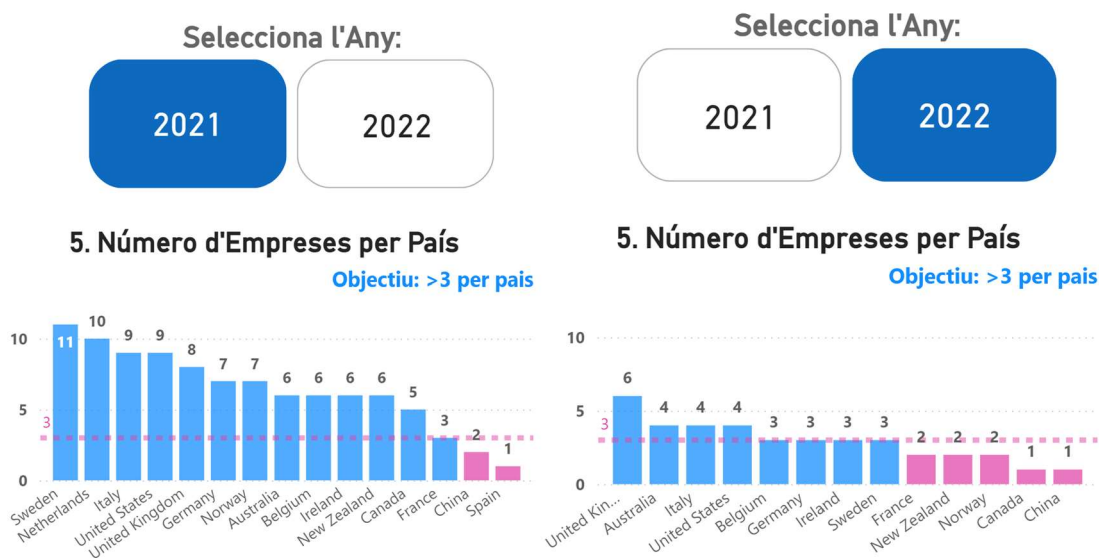 Selecciona l'Any:
2021
2022
5. Número d'Empreses per País
Objectiu: >3 per pais
10
5
0
3
11
10
9
9
8
7
7
6
6
6
6
5
3
2
1
Sweden
Netherlands
Italy
United States
United Kingdom
Germany
Norway
Australia
Belgium
Ireland
New Zealand
Canada
France
China
Spain
Selecciona l'Any:
2021
2022
5. Número d'Empreses per País
Objectiu: >3 per pais
10
5
0
3
6
4
4
4
3
3
3
3
2
2
2
1
1
United Kin...
Australia
Italy
United States
Belgium
Germany
Ireland
Sweden
France
New Zealand
Norway
Canada
China